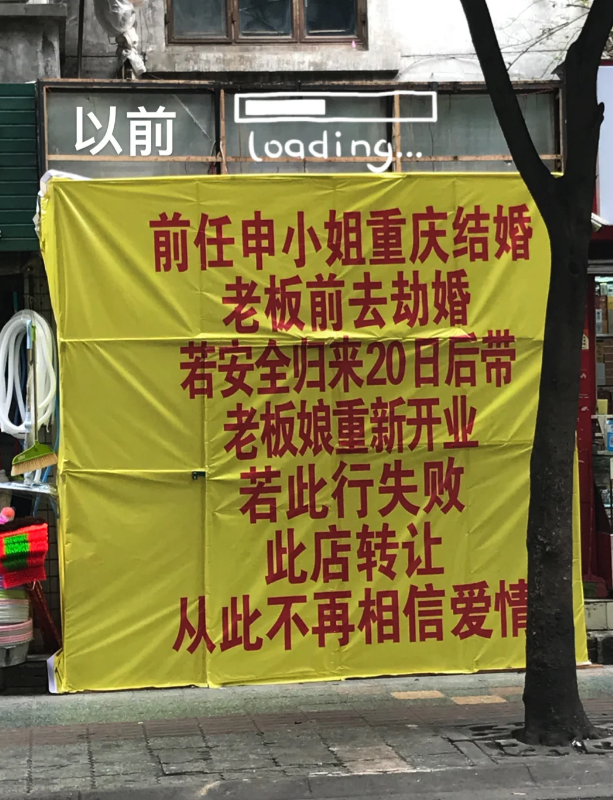 以前
loading...
前任申小姐重庆结婚
老板前去劫婚
若安全归来20日后带
老板娘重新开业
若此行失败
此店转让
从此不再相信爱情